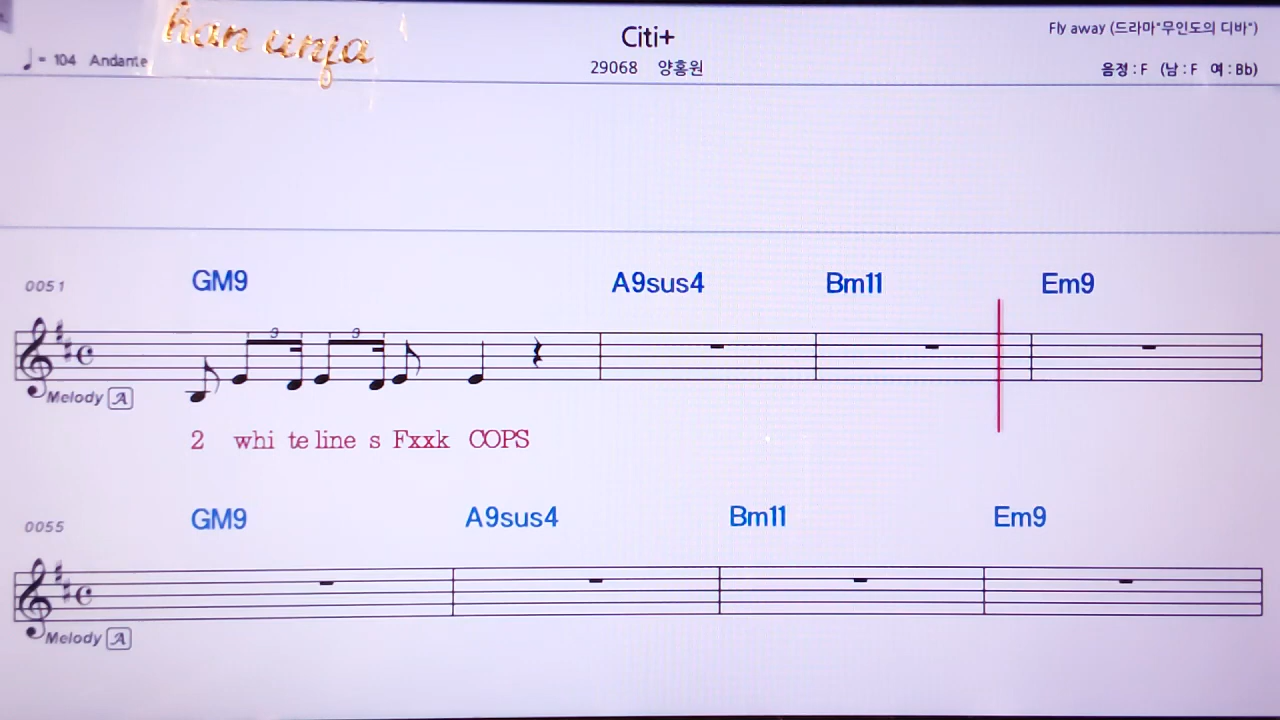 han unja
Citi+
Fly away (드라마"무인도의 디바")
= 104 Andante
29068 양홍원
음정 : F (남 : F 여 : Bb)
0051
GM9 A9sus4 Bm11 Em9
3 3
Melody A
2 whi te line s Fxxk COPS
0055
GM9 A9sus4 Bm11 Em9
Melody A